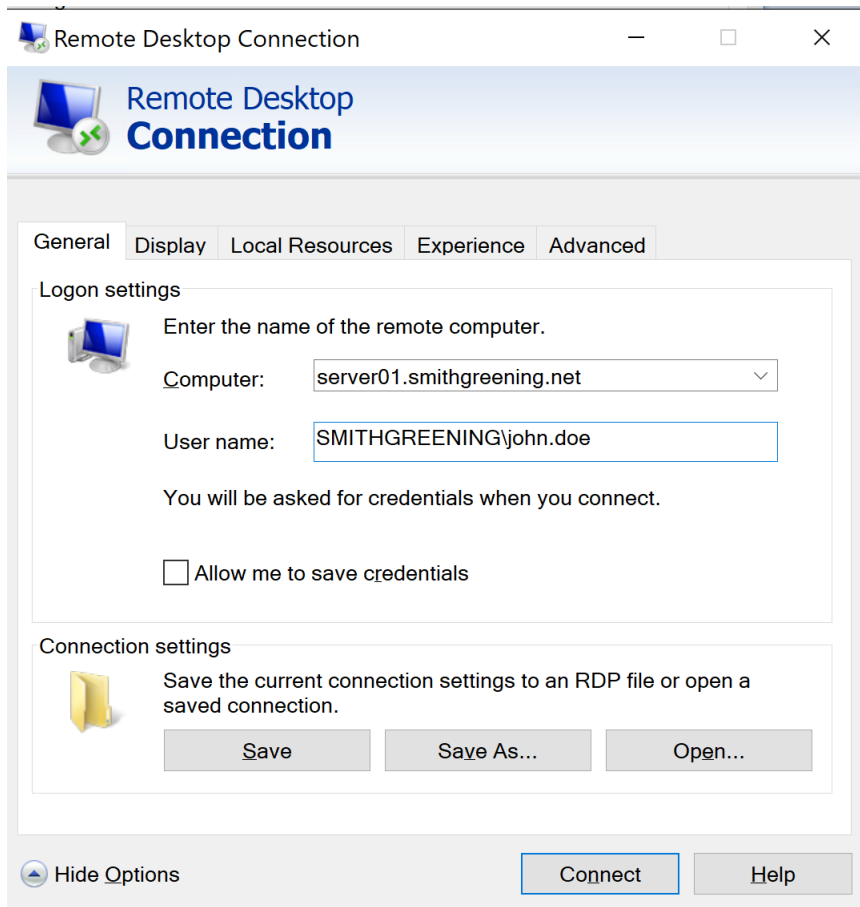 Remote Desktop Connection
Remote Desktop
Connection
General Display Local Resources Experience Advanced
Logon settings
Enter the name of the remote computer.
Computer: server01.smithgreening.net
User name: SMITHGREENING\john.doe
You will be asked for credentials when you connect.
Allow me to save credentials
Connection settings
Save the current connection settings to an RDP file or open a
saved connection.
Save Save As... Open...
Hide Options Connect Help